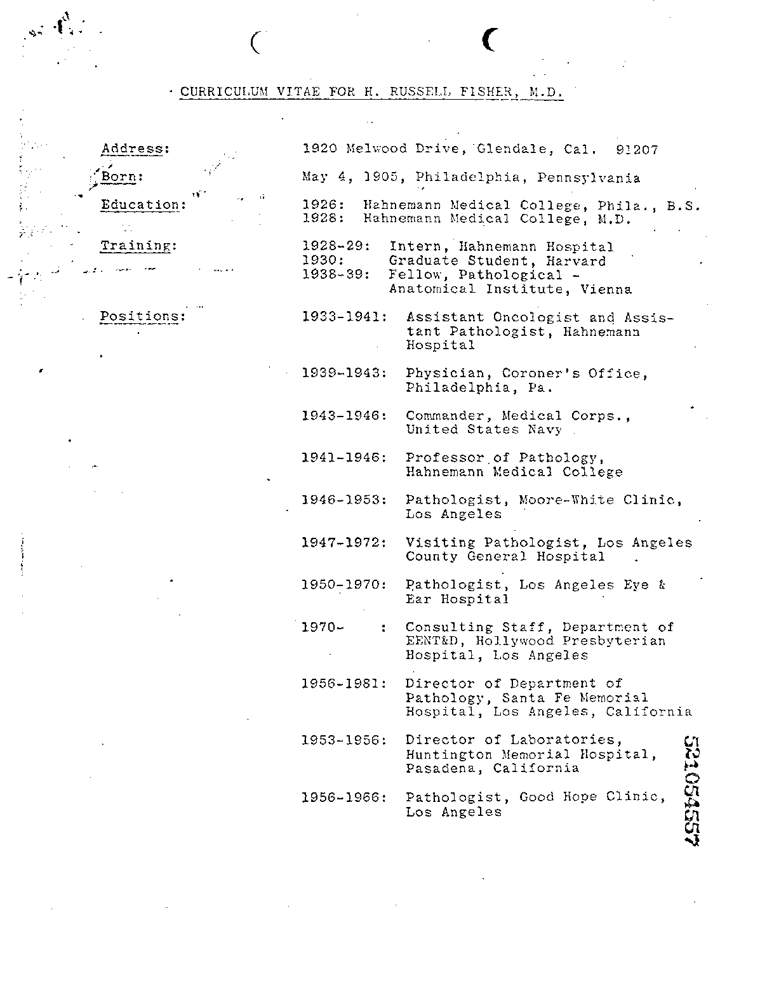 CURRICULUM VITAE FOR H. RUSSELL FISHER, M.D.
Address: 1920 Melwood Drive, Glendale, Cal. 91207
Born: May 4, 1905, Philadelphia, Pennsylvania
Education: 1926: Hahnemann Medical College, Phila., B.S.
1928: Hahnemann Medical College, M.D.
Training: 1928-29: Intern, Hahnemann Hospital
1930: Graduate Student, Harvard
1938-39: Fellow, Pathological -
Anatomical Institute, Vienna
Positions: 1933-1941: Assistant Oncologist and Assis-
tant Pathologist, Hahnemann
Hospital
1939-1943: Physician, Coroner's Office,
Philadelphia, Pa.
1943-1946: Commander, Medical Corps.,
United States Navy
1941-1946: Professor of Pathology,
Hahnemann Medical College
1946-1953: Pathologist, Moore-White Clinic,
Los Angeles
1947-1972: Visiting Pathologist, Los Angeles
County General Hospital
1950-1970: Pathologist, Los Angeles Eye &
Ear Hospital
1970- : Consulting Staff, Department of
EENT&D, Hollywood Presbyterian
Hospital, Los Angeles
1956-1981: Director of Department of
Pathology, Santa Fe Memorial
Hospital, Los Angeles, California
1953-1956: Director of Laboratories,
Huntington Memorial Hospital,
Pasadena, California
1956-1966: Pathologist, Good Hope Clinic,
Los Angeles
521054557